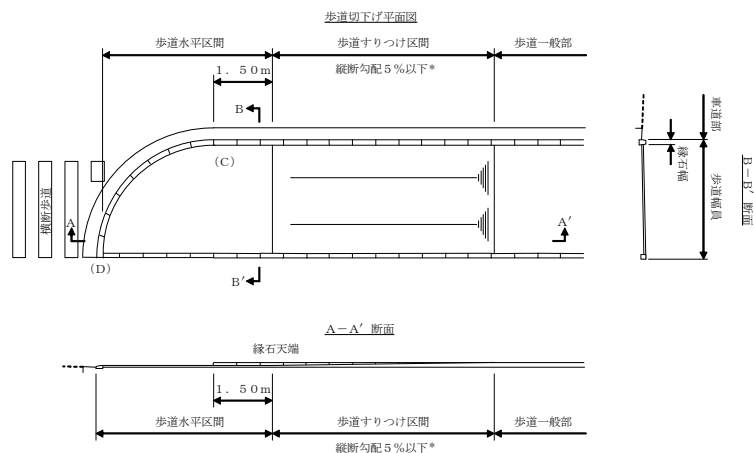 歩道切下げ平面図
歩道水平区間
歩道すりつけ区間
歩道一般部
1.50m
縦断勾配5%以下*
B
(C)
横断歩道
A
A′
(D)
B′
車道部
縁石幅
歩道幅員
B-B′ 断面
A-A′ 断面
縁石天端
1.50m
歩道水平区間
歩道すりつけ区間
歩道一般部
縦断勾配5%以下*